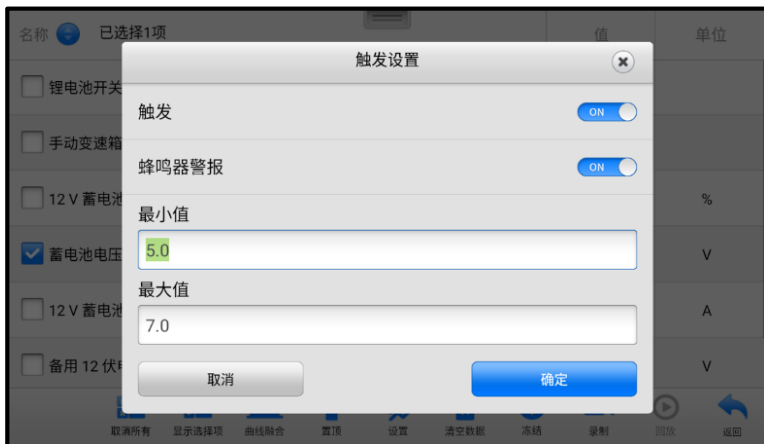 名称 已选择1项 值 单位
触发设置
锂电池开关
触发 ON
手动变速箱
蜂鸣器警报 ON
12 V 蓄电池 %
最小值
蓄电池电压 5.0 V
最大值
12 V 蓄电池 7.0 A
备用 12 伏 V
取消 确定
取消所有 显示选择项 曲线融合 置顶 设置 清空数据 冻结 录制 回放 返回